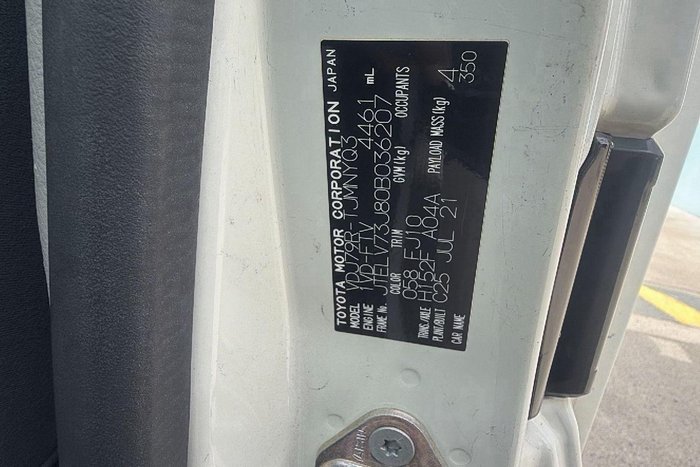 TOYOTA MOTOR CORPORATION JAPAN
MODEL VDJ79R-TJMNYQ3
ENGINE 1VD-FTV 4461 mL
FRAME No. JTELV73J80B036207
COLOR TRIM GVM(kg) OCCUPANTS
058 FJ10 4
TRANS./AXLE H152F A04A PAYLOAD MASS(kg) 350
PLANT/BUILT C25 JUL 21
CAR NAME